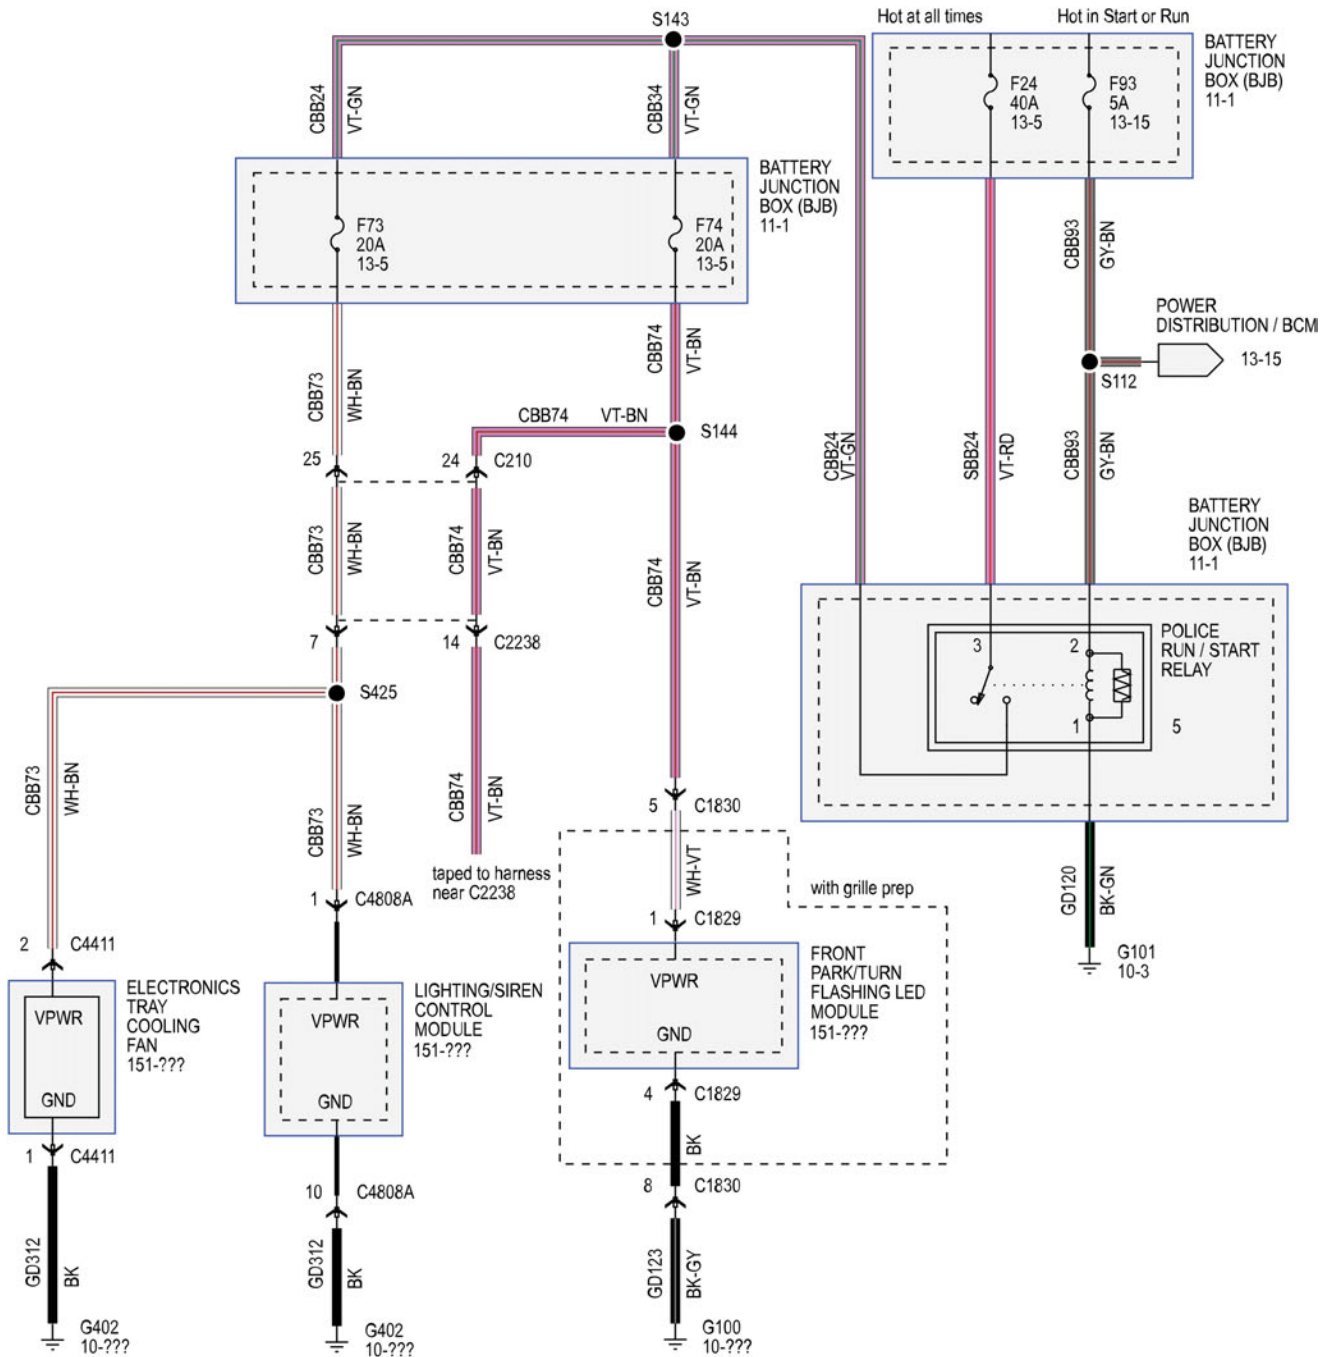 S143
Hot at all times
Hot in Start or Run
CBB24
VT-GN
CBB34
VT-GN
F24
40A
13-5
F93
5A
13-15
BATTERY
JUNCTION
BOX (BJB)
11-1
F73
20A
13-5
F74
20A
13-5
BATTERY
JUNCTION
BOX (BJB)
11-1
CBB93
GY-BN
POWER
DISTRIBUTION / BCM
13-15
S112
CBB73
WH-BN
CBB74
VT-BN
CBB74
VT-BN
S144
25
24
C210
CBB24
VT-GN
SBB24
VT-RD
CBB93
GY-BN
CBB73
WH-BN
CBB74
VT-BN
CBB74
VT-BN
BATTERY
JUNCTION
BOX (BJB)
11-1
7
14
C2238
3
2
1
5
POLICE
RUN / START
RELAY
S425
CBB73
WH-BN
CBB73
WH-BN
CBB74
VT-BN
taped to harness
near C2238
5
C1830
WH-VT
with grille prep
1
C1829
GD120
BK-GN
G101
10-3
1
C4808A
2
C4411
VPWR
GND
ELECTRONICS
TRAY
COOLING
FAN
151-???
VPWR
GND
LIGHTING/SIREN
CONTROL
MODULE
151-???
VPWR
GND
FRONT
PARK/TURN
FLASHING LED
MODULE
151-???
4
C1829
BK
8
C1830
1
C4411
10
C4808A
GD312
BK
GD312
BK
GD123
BK-GY
G402
10-???
G402
10-???
G100
10-???